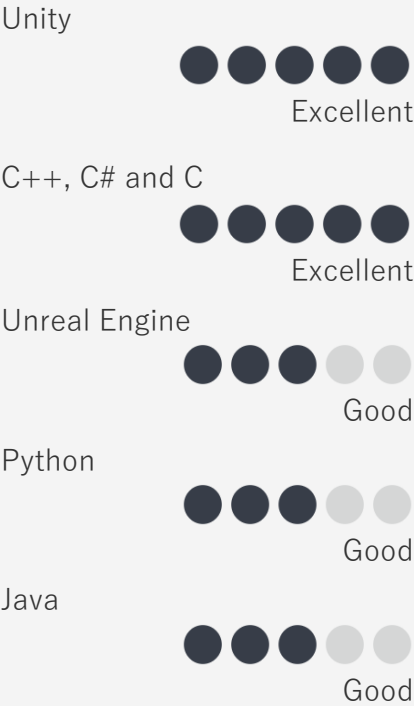 Unity
Excellent
C++, C# and C
Excellent
Unreal Engine
Good
Python
Good
Java
Good